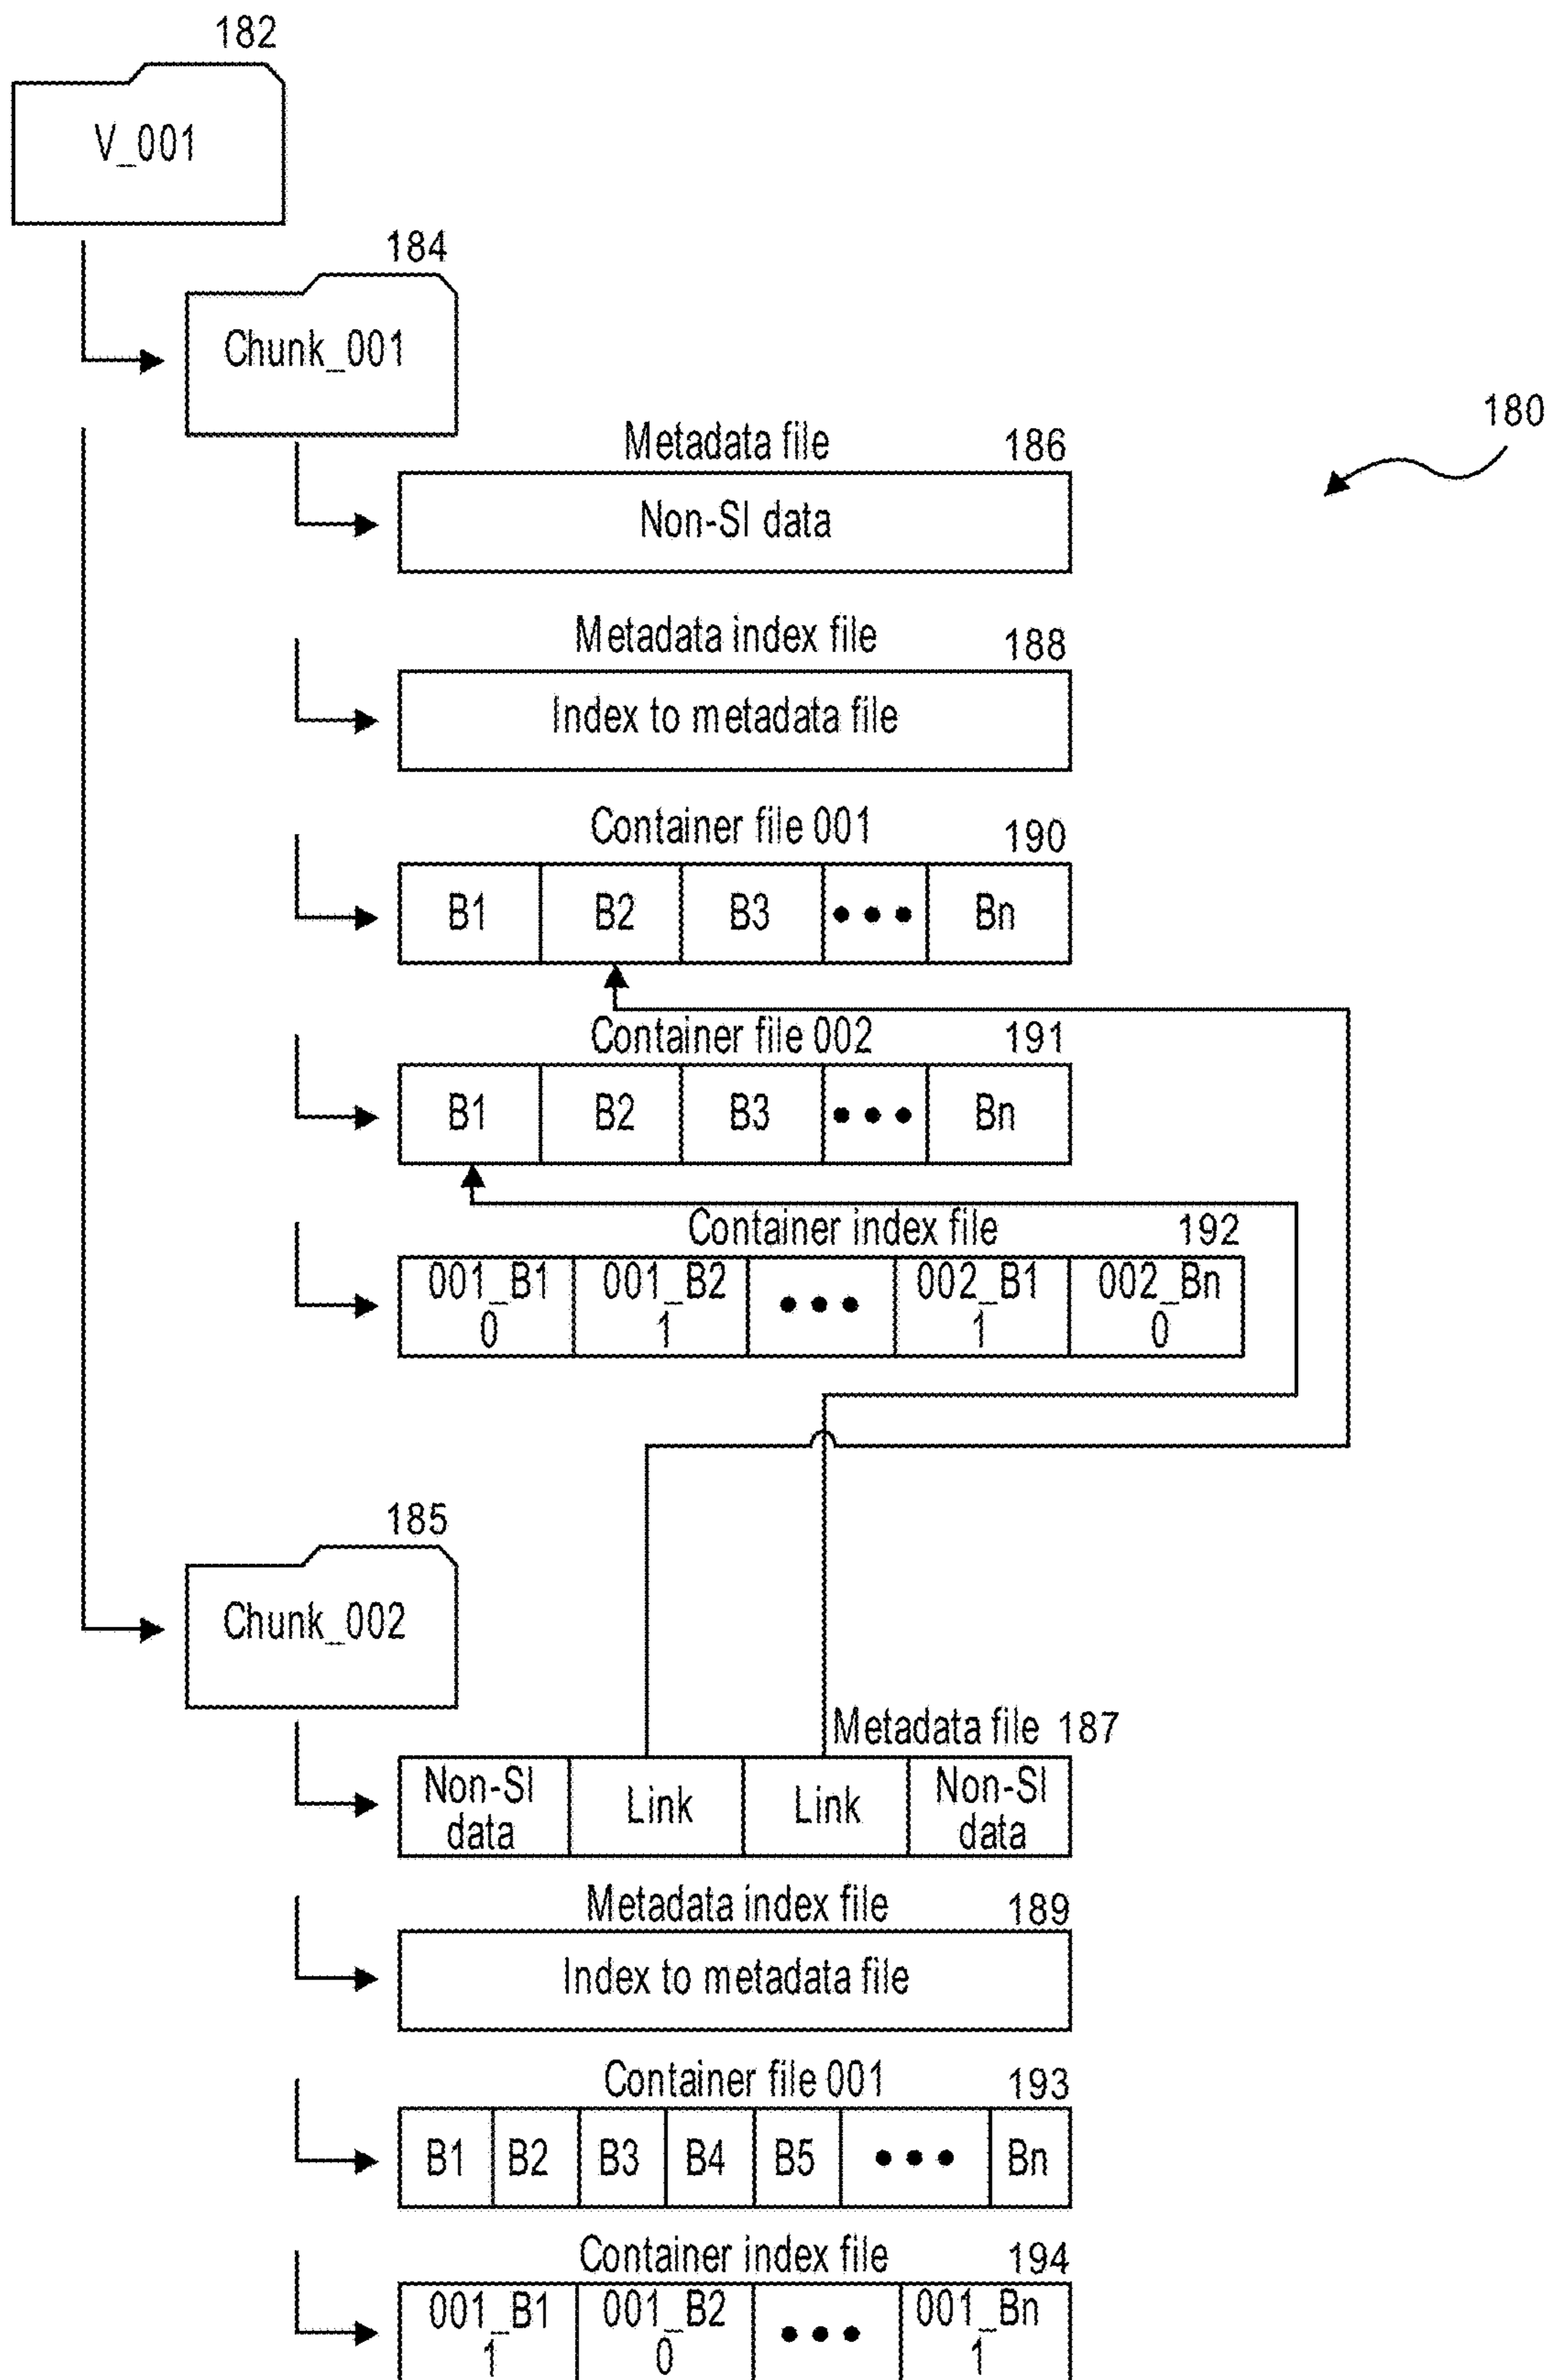 182
V_001
184
Chunk_001
180
Metadata file 186
Non-SI data
Metadata index file 188
Index to metadata file
Container file 001 190
B1 B2 B3 ••• Bn
Container file 002 191
B1 B2 B3 ••• Bn
Container index file 192
001_B1 001_B2 ••• 002_B1 002_Bn
0 1 1 0
185
Chunk_002
Metadata file 187
Non-SI Link Link Non-SI
data data
Metadata index file 189
Index to metadata file
Container file 001 193
B1 B2 B3 B4 B5 ••• Bn
Container index file 194
001_B1 001_B2 ••• 001_Bn
1 0 1